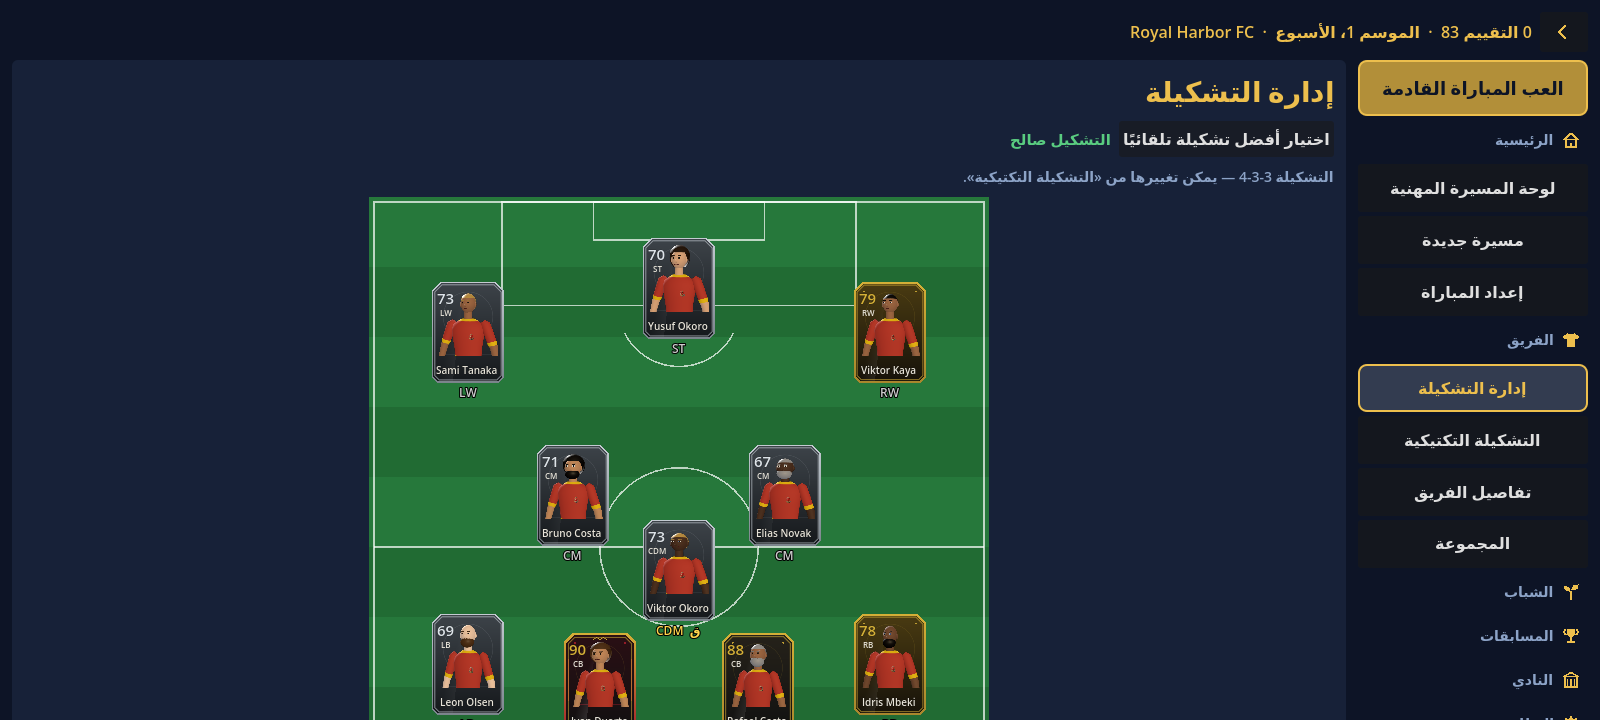 Royal Harbor FC · الموسم 1، الأسبوع 0 التقييم 83
العب المباراة القادمة
الرئيسية
لوحة المسيرة المهنية
مسيرة جديدة
إعداد المباراة
الفريق
إدارة التشكيلة
التشكيلة التكتيكية
تفاصيل الفريق
المجموعة
الشباب
المسابقات
النادي
إدارة التشكيلة
اختيار أفضل تشكيلة تلقائيًا
التشكيل صالح
التشكيلة 3-3-4 — يمكن تغييرها من «التشكيلة التكتيكية».
70
ST
Yusuf Okoro
ST
73
LW
Sami Tanaka
LW
79
RW
Viktor Kaya
RW
71
CM
Bruno Costa
CM
67
CM
Elias Novak
CM
73
CDM
Viktor Okoro
CDM ق
69
LB
Leon Olsen
90
CB
88
CB
78
RB
Idris Mbeki